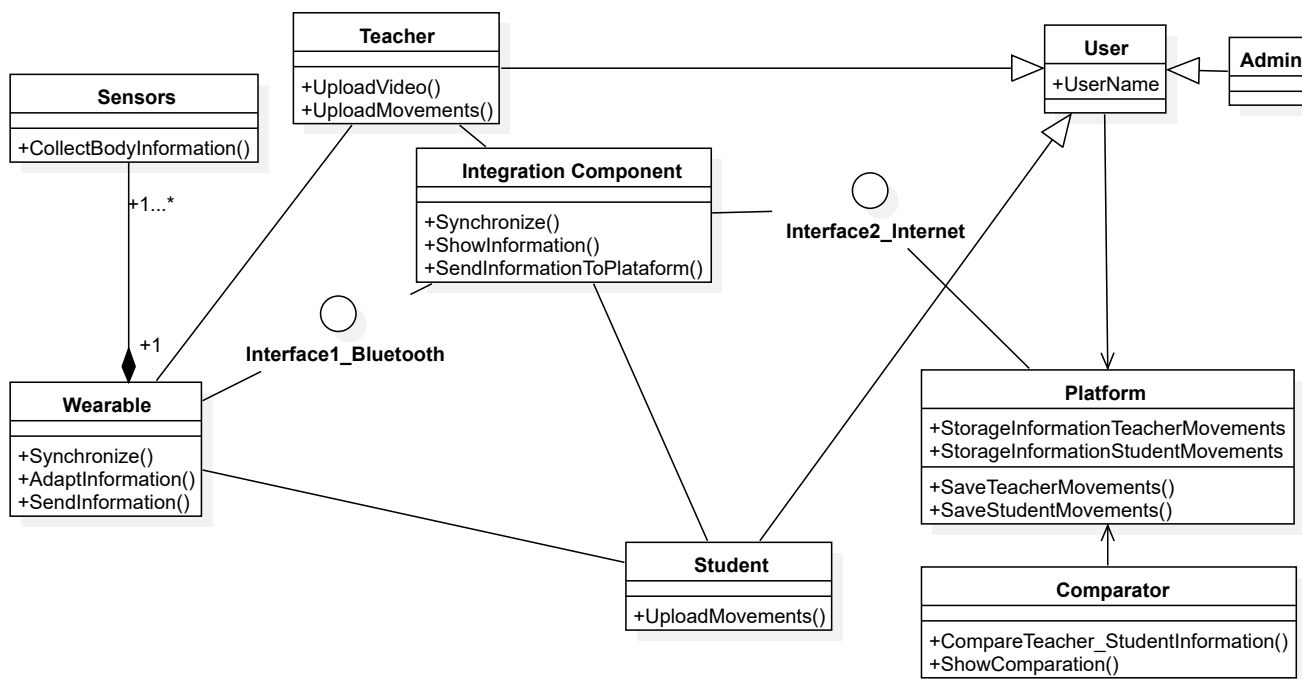 Teacher
+UploadVideo()
+UploadMovements()
User
+UserName
Admin
Sensors
+CollectBodyInformation()
Integration Component
+Synchronize()
+ShowInformation()
+SendInformationToPlataform()
+1...*
Interface2_Internet
+1
Interface1_Bluetooth
Wearable
+Synchronize()
+AdaptInformation()
+SendInformation()
Platform
+StorageInformationTeacherMovements
+StorageInformationStudentMovements
+SaveTeacherMovements()
+SaveStudentMovements()
Student
+UploadMovements()
Comparator
+CompareTeacher_StudentInformation()
+ShowComparation()